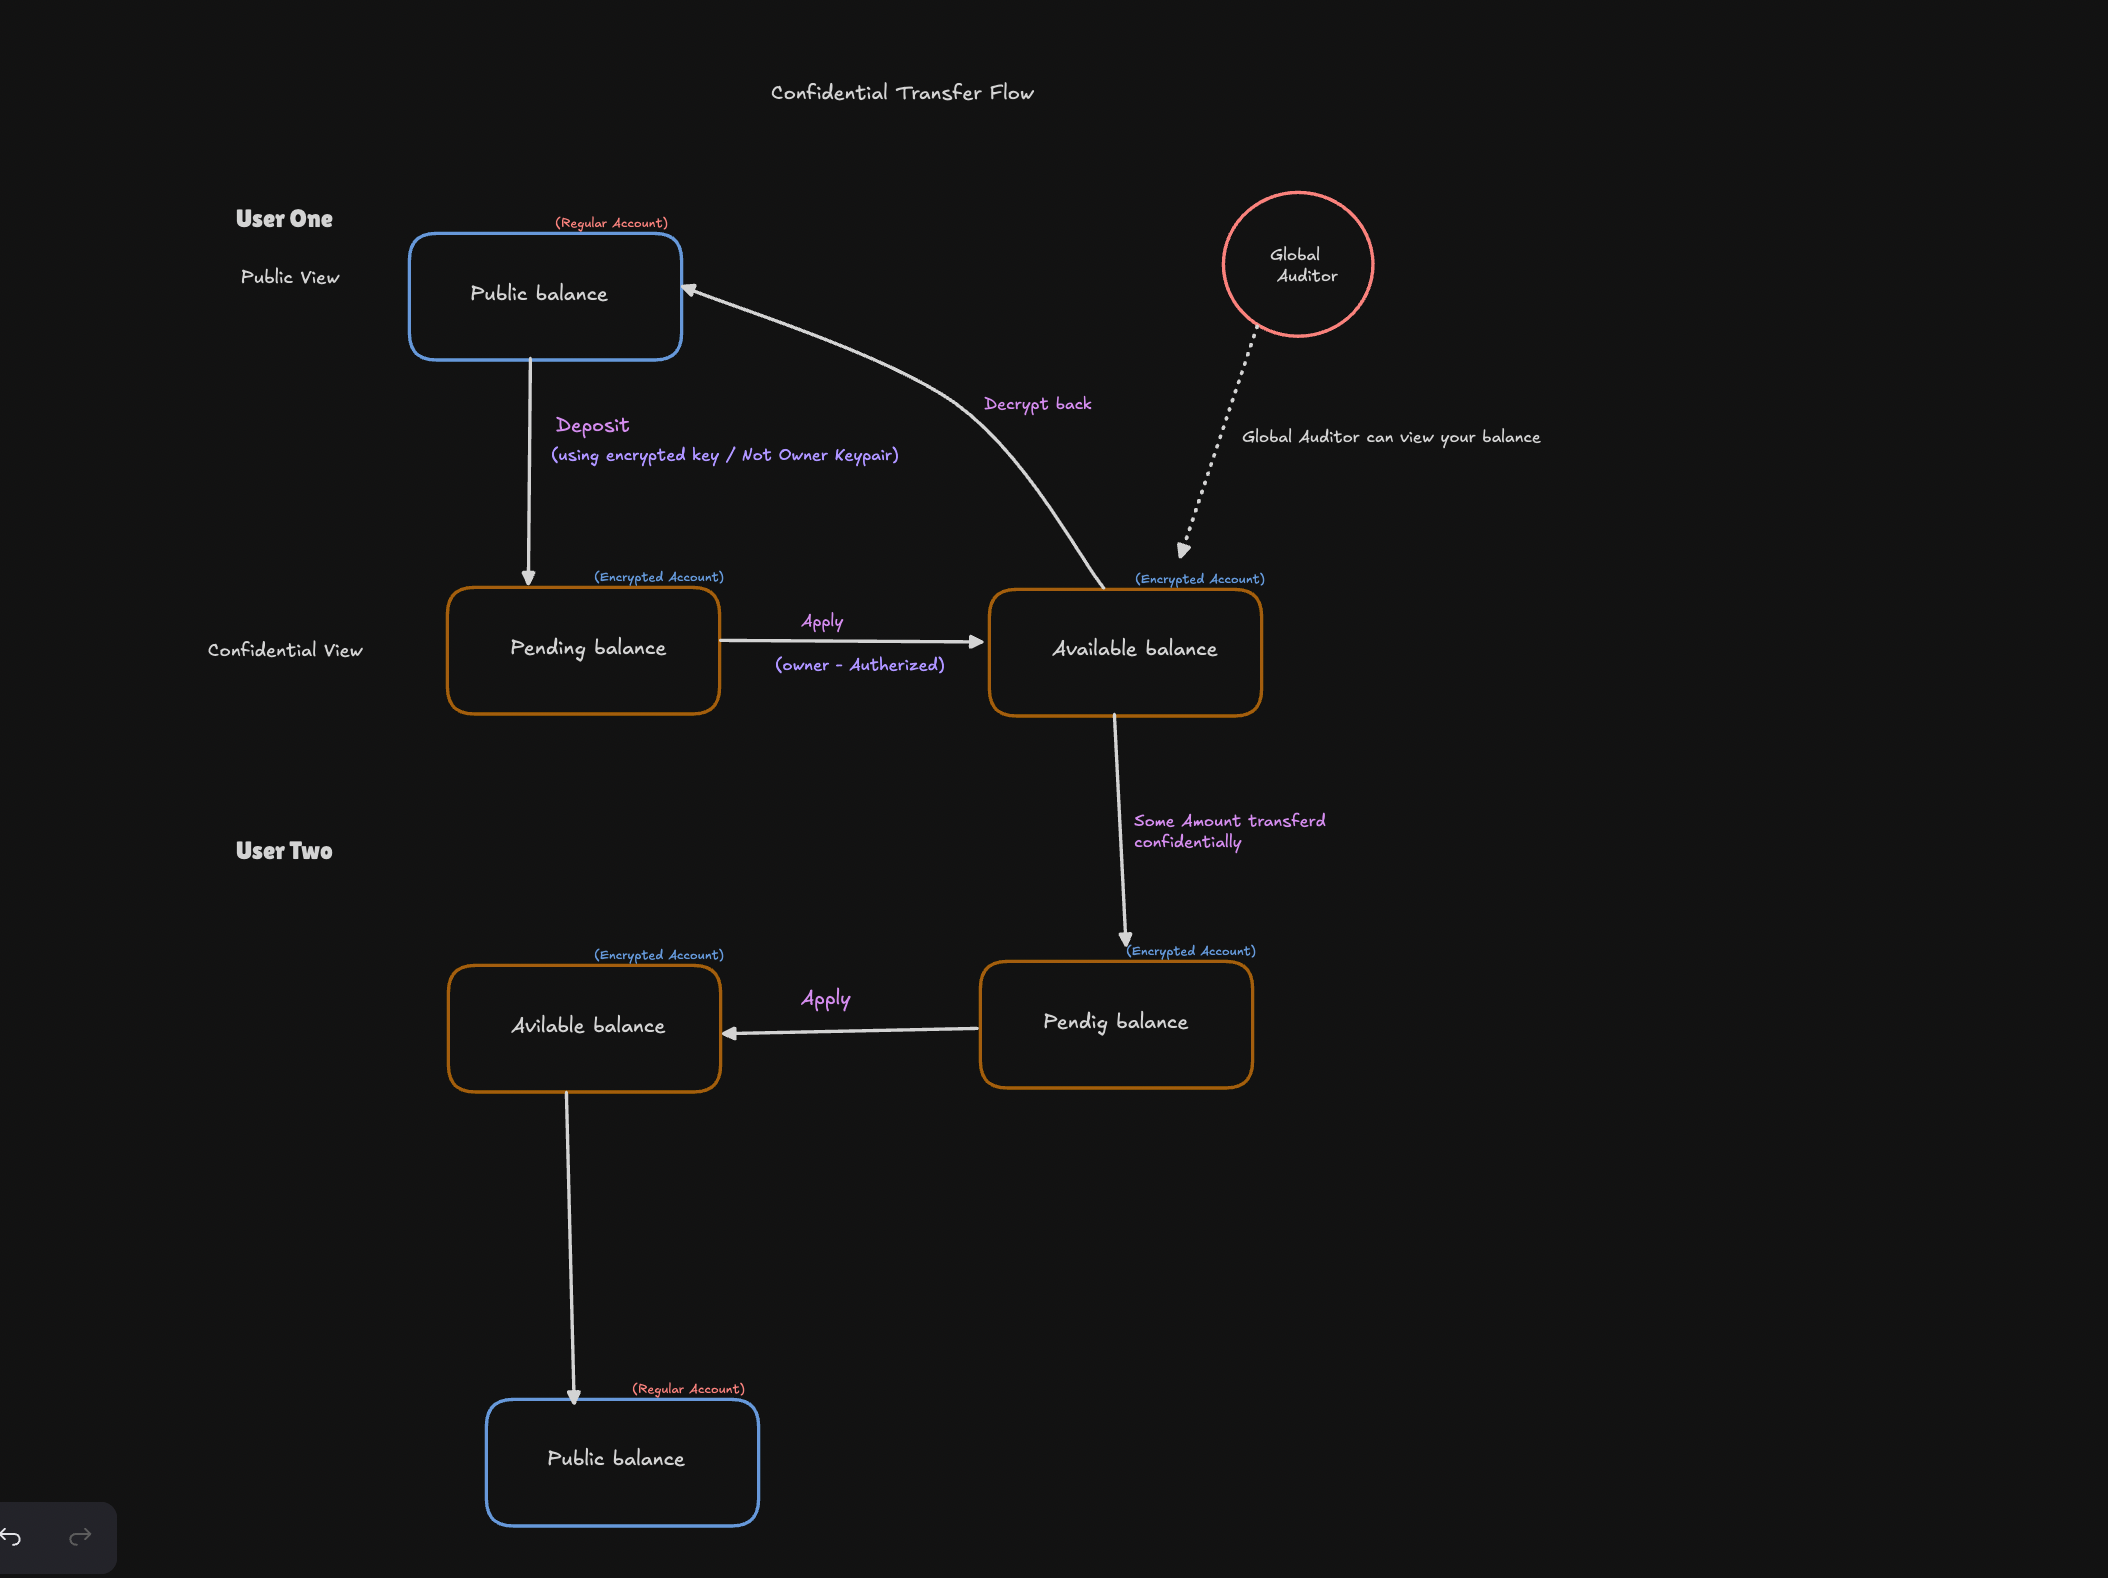 Confidential Transfer Flow
User One
(Regular Account)
Public View
Public balance
Global
Auditor
Decrypt back
Deposit
(using encrypted key / Not Owner Keypair)
Global Auditor can view your balance
(Encrypted Account)
(Encrypted Account)
Confidential View
Pending balance
Apply
(owner - Autherized)
Available balance
Some Amount transferd
confidentially
User Two
(Encrypted Account)
(Encrypted Account)
Avilable balance
Apply
Pendig balance
(Regular Account)
Public balance